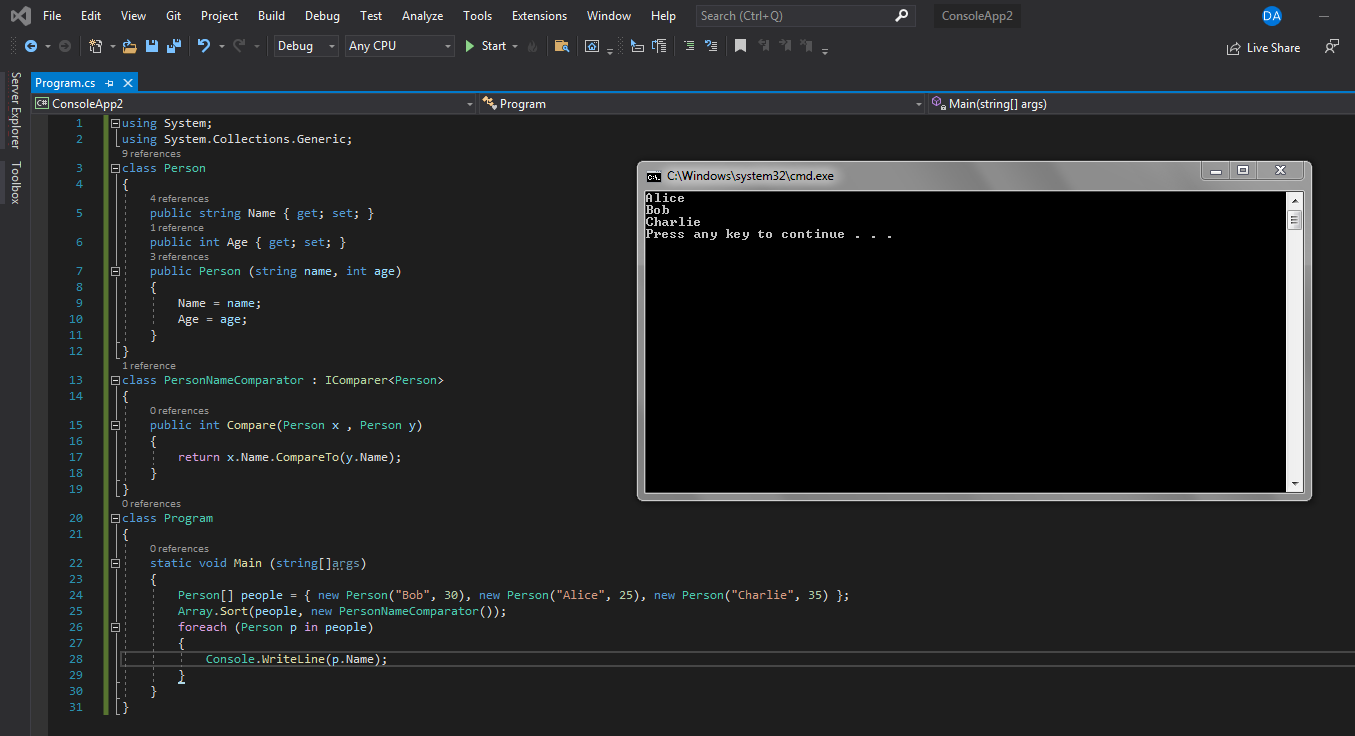 File Edit View Git Project Build Debug Test Analyze Tools Extensions Window Help Search (Ctrl+Q) ConsoleApp2 DA
Debug Any CPU Start Live Share
Server Explorer
Toolbox
Program.cs
C# ConsoleApp2 Program Main(string[] args)
1 using System;
2 using System.Collections.Generic;
9 references
3 class Person
4 {
4 references
5 public string Name { get; set; }
1 reference
6 public int Age { get; set; }
3 references
7 public Person (string name, int age)
8 {
9 Name = name;
10 Age = age;
11 }
12 }
1 reference
13 class PersonNameComparator : IComparer<Person>
14 {
0 references
15 public int Compare(Person x , Person y)
16 {
17 return x.Name.CompareTo(y.Name);
18 }
19 }
0 references
20 class Program
21 {
0 references
22 static void Main (string[]args)
23 {
24 Person[] people = { new Person("Bob", 30), new Person("Alice", 25), new Person("Charlie", 35) };
25 Array.Sort(people, new PersonNameComparator());
26 foreach (Person p in people)
27 {
28 Console.WriteLine(p.Name);
29 }
30 }
31 }
C:\Windows\system32\cmd.exe
Alice
Bob
Charlie
Press any key to continue . . .